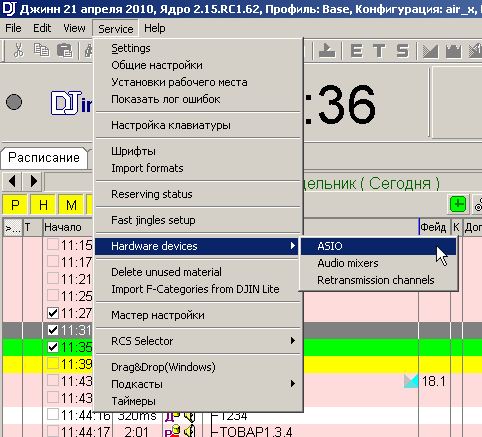 Джинн 21 апреля 2010, Ядро 2.15.RC1.62, Профиль: Base, Конфигурация: air_x,
File Edit View Service Help
Settings
Общие настройки
Установки рабочего места
Показать лог ошибок
DJin :36
Настройка клавиатуры
Расписание
Шрифты
Import formats
дельник ( Сегодня )
Reserving status
Р Н М
Fast jingles setup
>... Т Начало Фейд К
Hardware devices
ASIO
Audio mixers
Retransmission channels
11:15
11:17
11:21
11:25
11:27
11:31
11:35
11:39
11:43
11:43 18.1
Delete unused material
Import F-Categories from DJIN Lite
Мастер настройки
RCS Selector
Drag&Drop(Windows)
Подкасты
Таймеры
11:44:16 320ms 1234
11:44:17 2:01 ТОВАР1.3.4